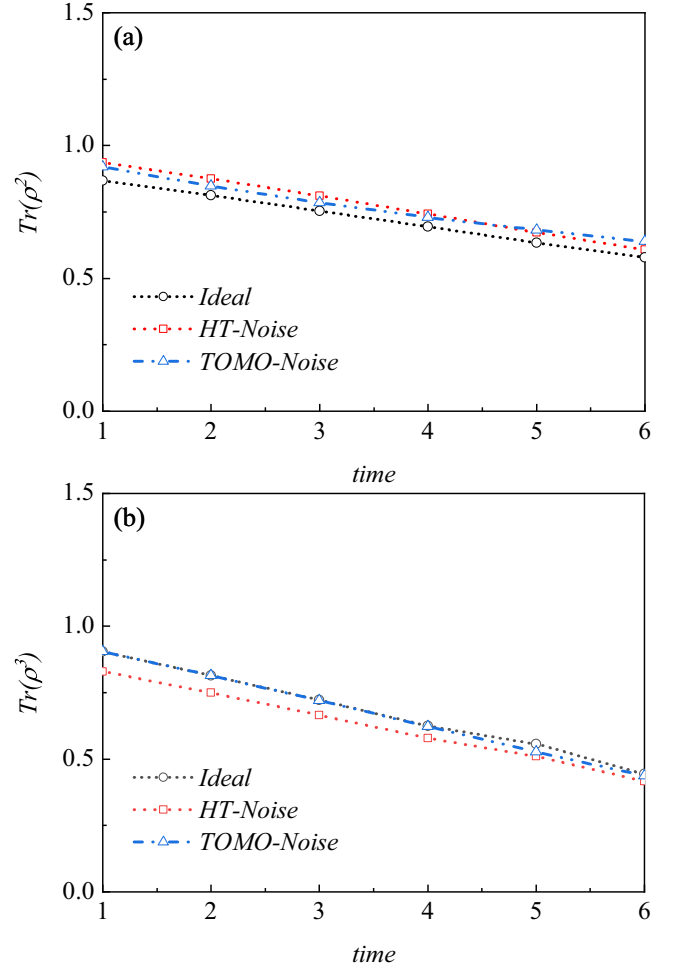 (a)
1.5
1.0
0.5
0.0
Tr(ρ²)
Ideal
HT-Noise
TOMO-Noise
1 2 3 4 5 6
time
(b)
1.5
1.0
0.5
0.0
Tr(ρ³)
Ideal
HT-Noise
TOMO-Noise
1 2 3 4 5 6
time